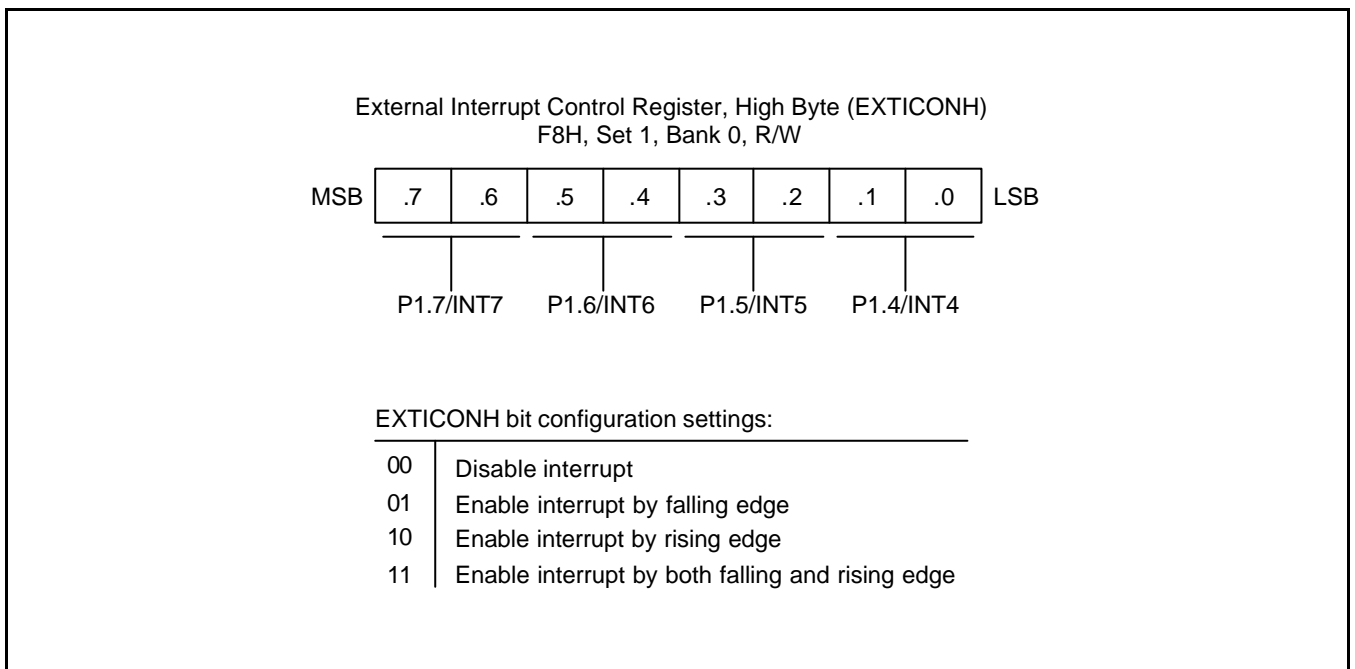 External Interrupt Control Register, High Byte (EXTICONH)
F8H, Set 1, Bank 0, R/W
MSB .7 .6 .5 .4 .3 .2 .1 .0 LSB
P1.7/INT7 P1.6/INT6 P1.5/INT5 P1.4/INT4
EXTICONH bit configuration settings:
00 Disable interrupt
01 Enable interrupt by falling edge
10 Enable interrupt by rising edge
11 Enable interrupt by both falling and rising edge